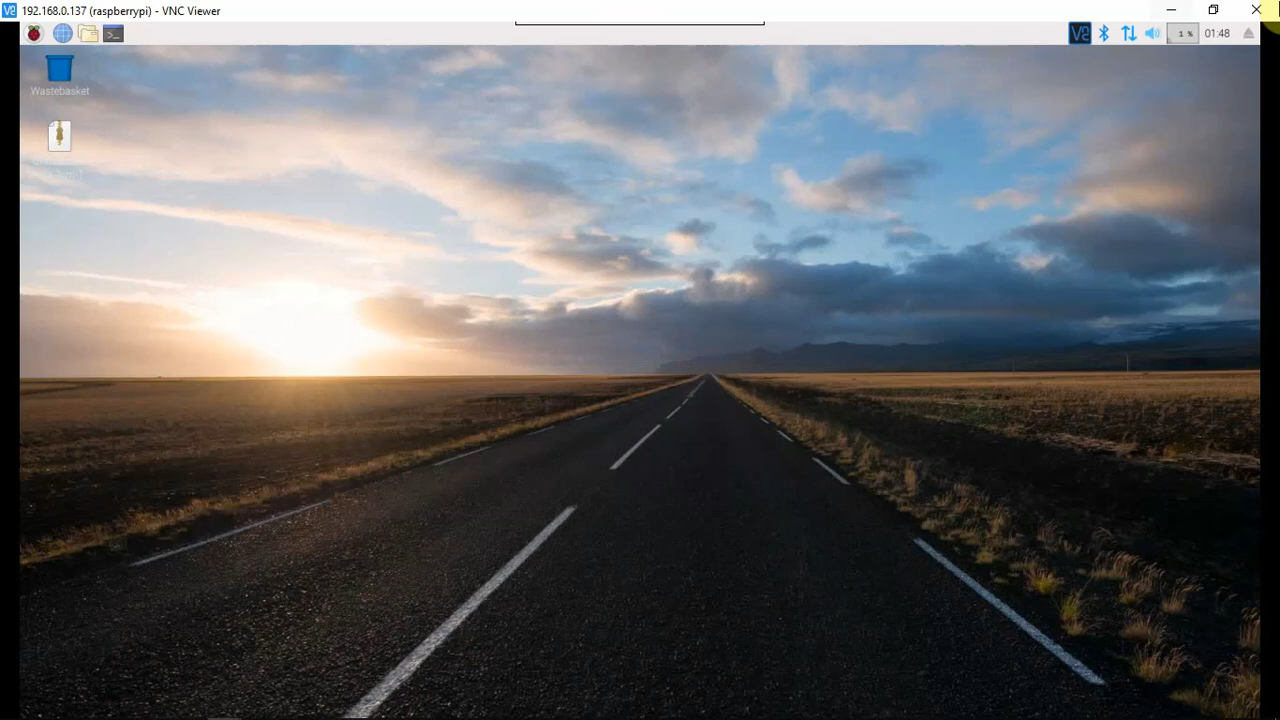 192.168.0.137 (raspberrypi) - VNC Viewer
1 %
01:48
Wastebasket